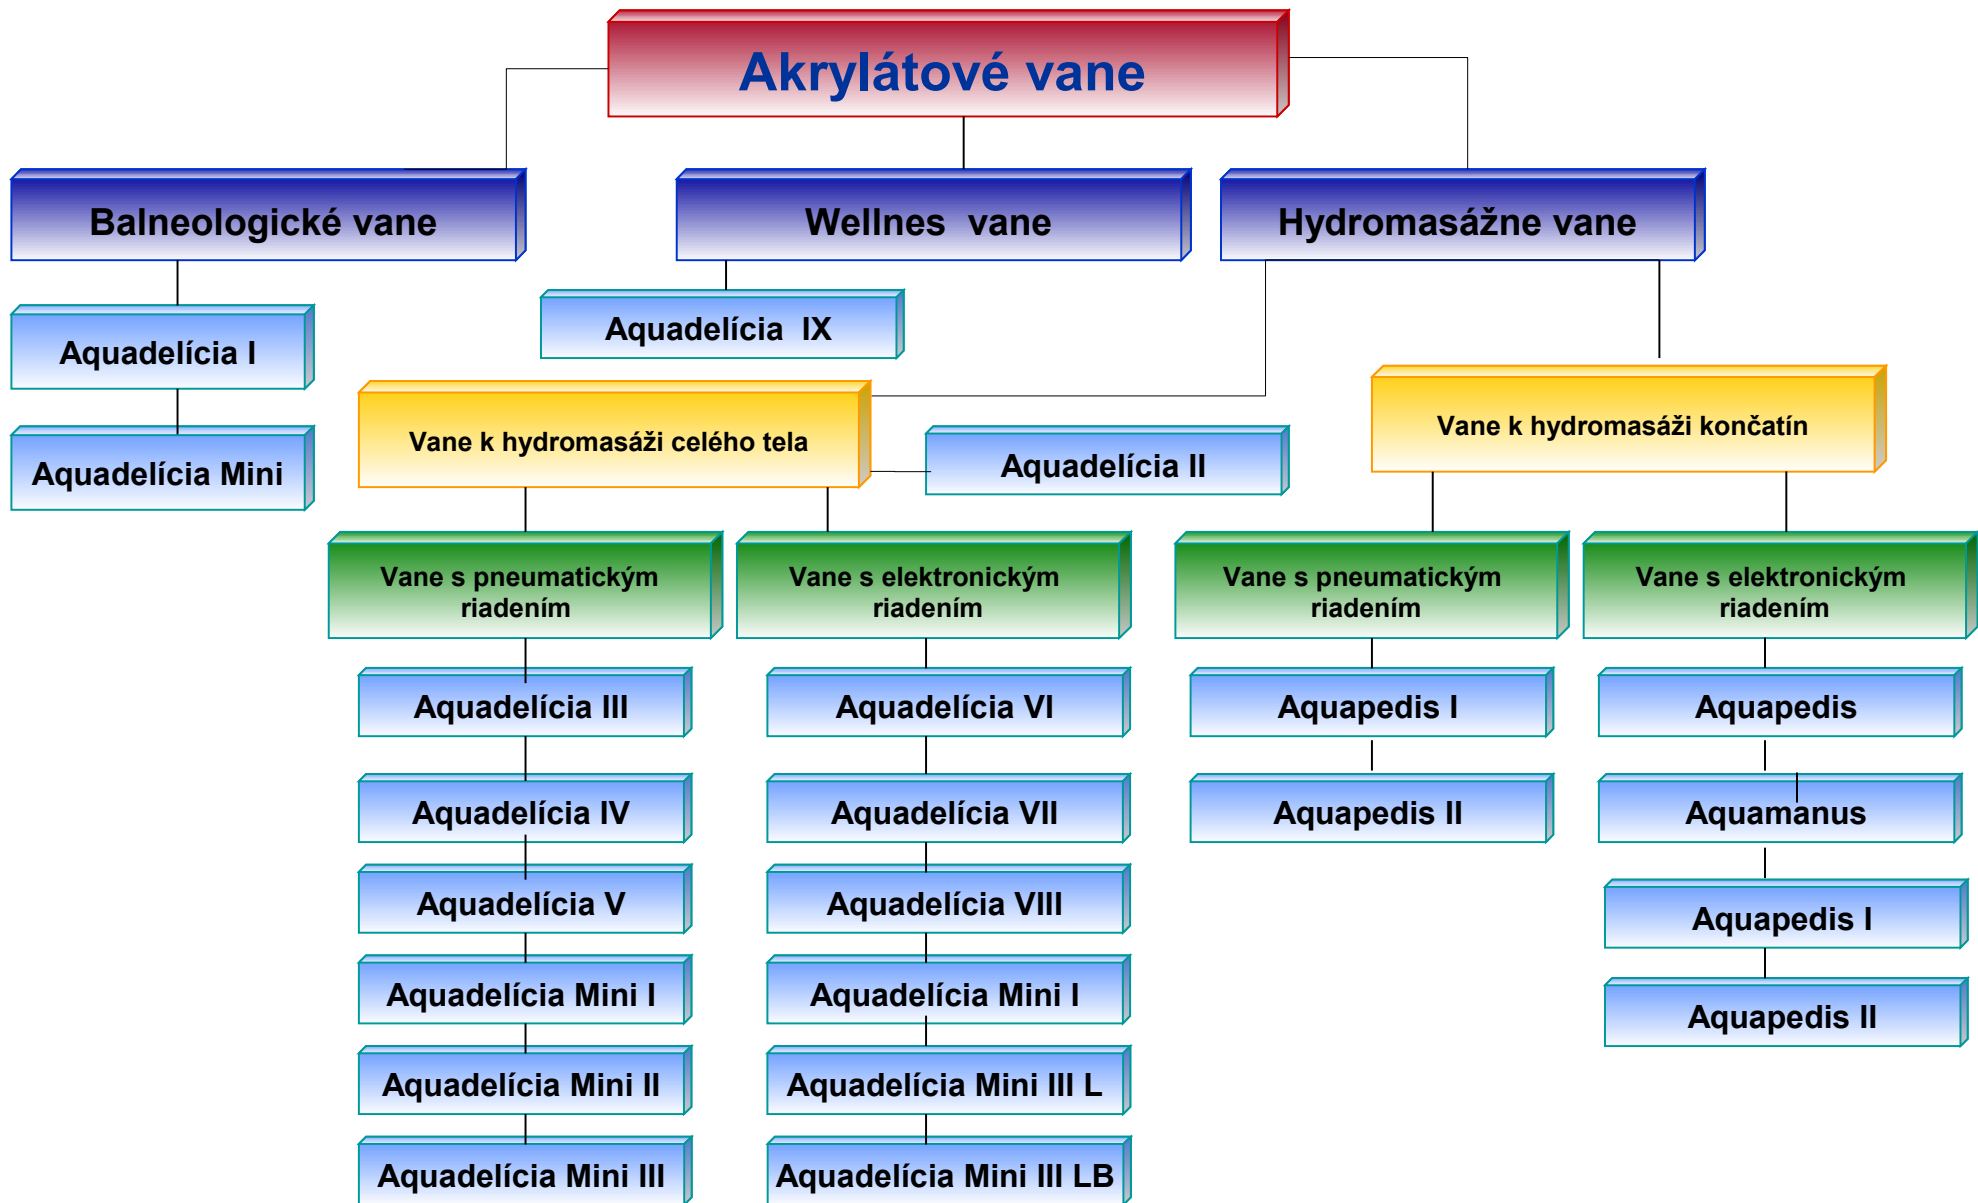 Akrylátové vane
Balneologické vane
Wellnes  vane
Hydromasážne vane
Aquadelícia I
Aquadelícia Mini
Aquadelícia  IX
Vane k hydromasáži celého tela
Aquadelícia II
Vane k hydromasáži končatín
Vane s pneumatickým
riadením
Vane s elektronickým
riadením
Vane s pneumatickým
riadením
Vane s elektronickým
riadením
Aquadelícia III
Aquadelícia IV
Aquadelícia V
Aquadelícia Mini I
Aquadelícia Mini II
Aquadelícia Mini III
Aquadelícia VI
Aquadelícia VII
Aquadelícia VIII
Aquadelícia Mini I
Aquadelícia Mini III L
Aquadelícia Mini III LB
Aquapedis I
Aquapedis II
Aquapedis
Aquamanus
Aquapedis I
Aquapedis II